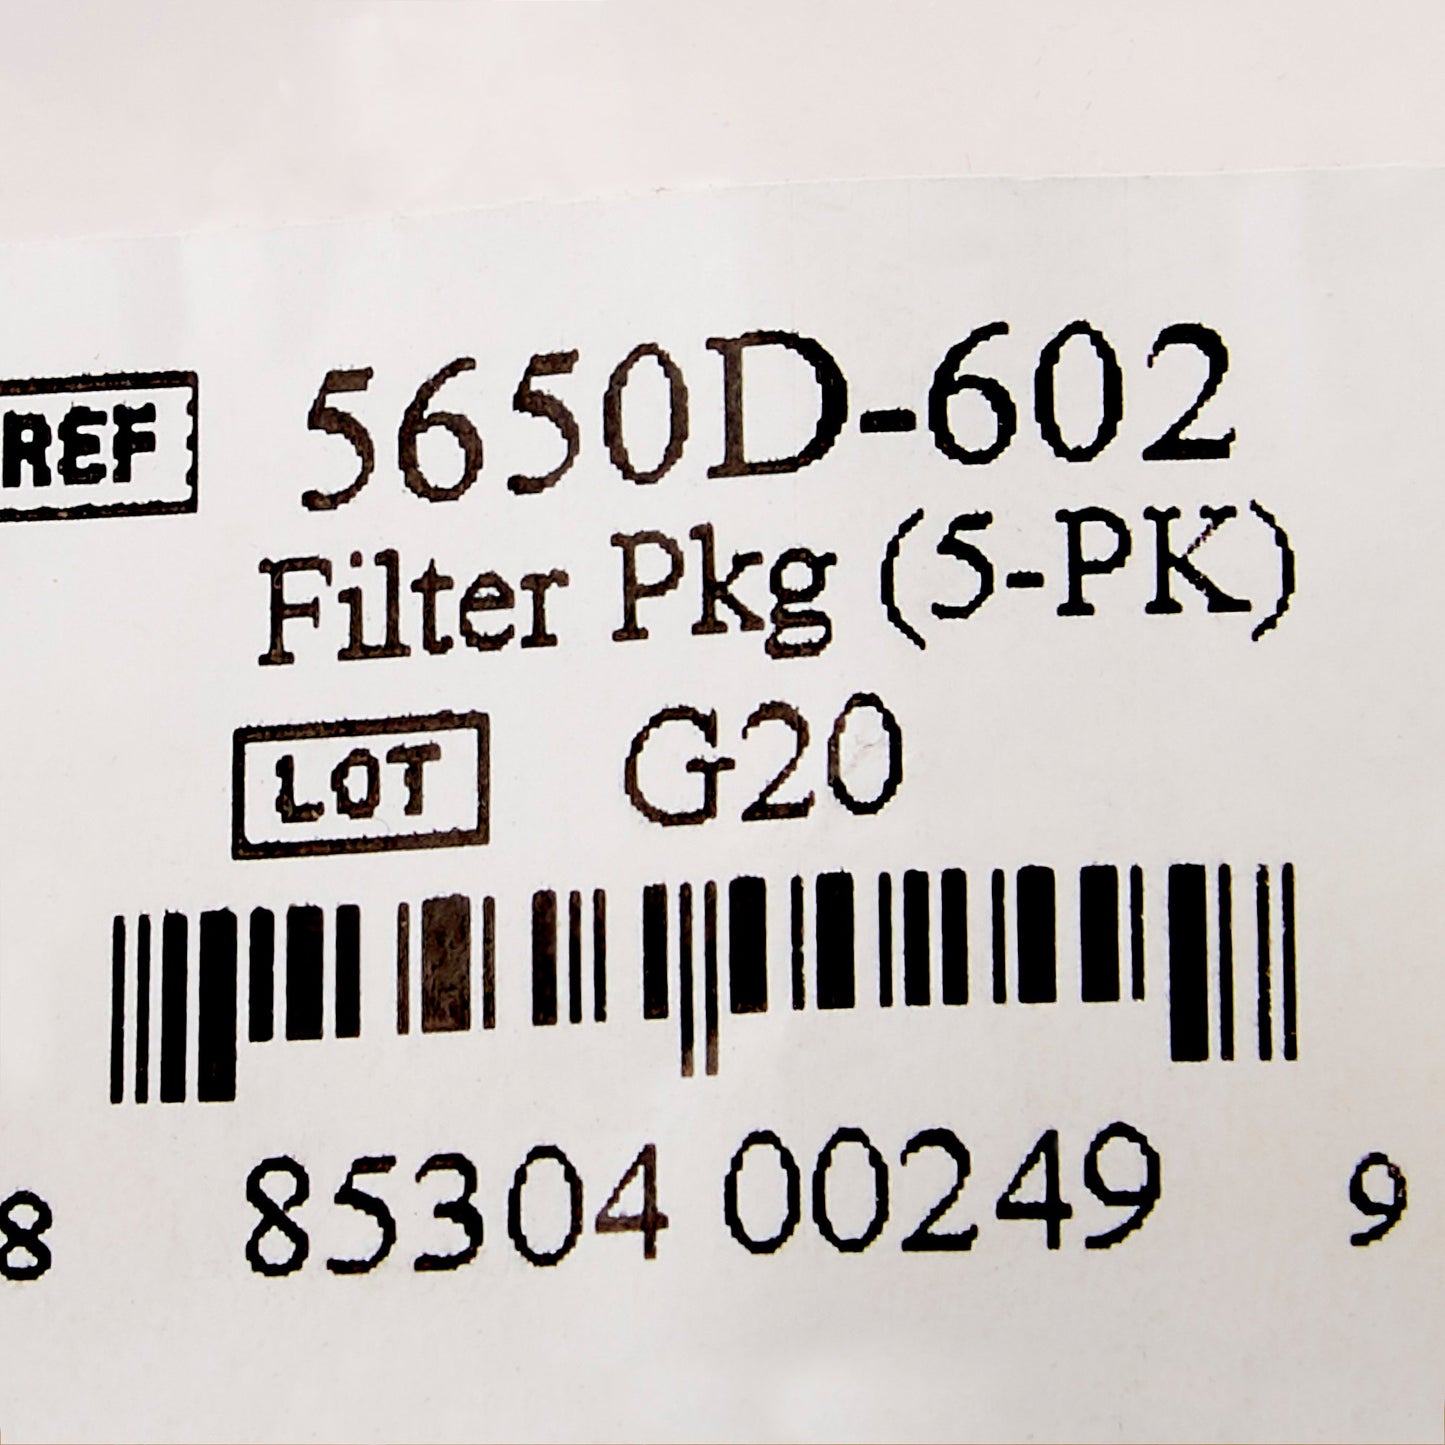 REF 5650D-602
Filter Pkg (5-PK)
LOT G20
8 85304 00249 9